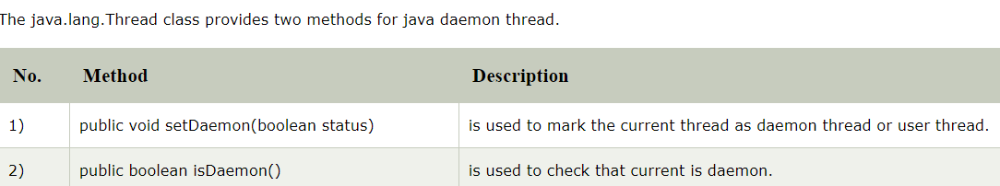 The java.lang.Thread class provides two methods for java daemon thread.
No. Method Description
1) public void setDaemon(boolean status) is used to mark the current thread as daemon thread or user thread.
2) public boolean isDaemon() is used to check that current is daemon.